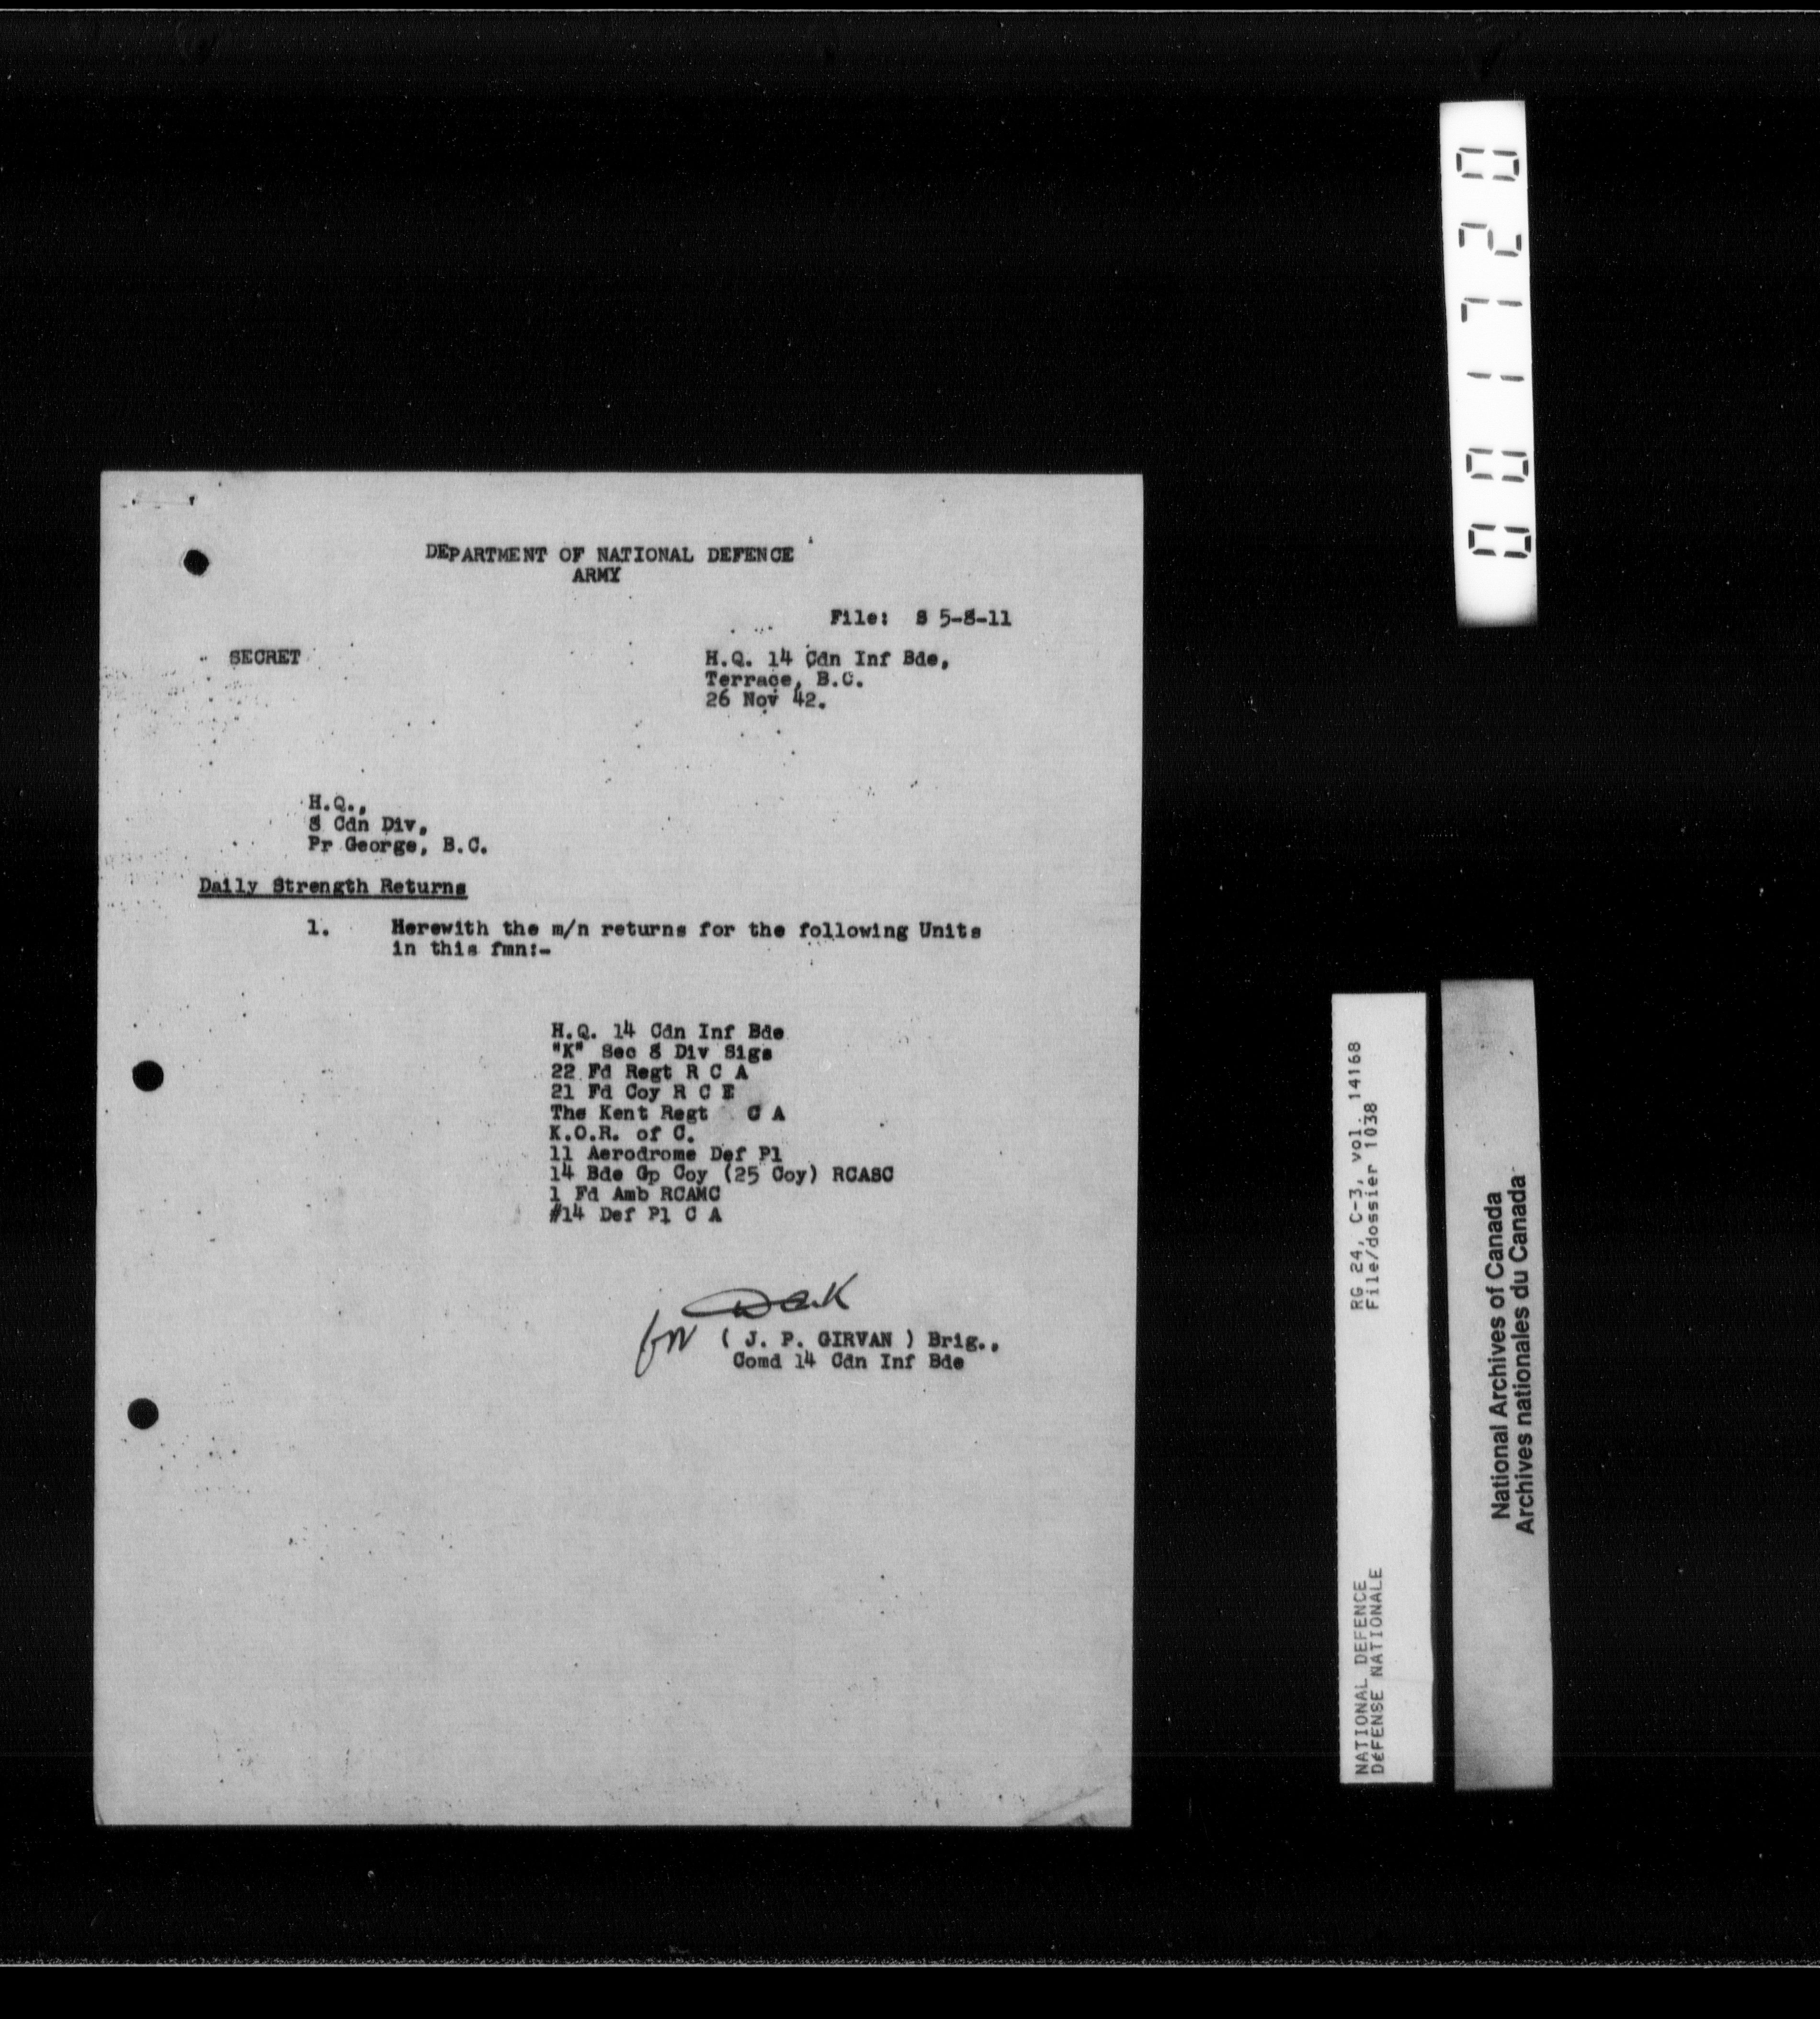 DEPARTMENT OF NATIONAL DEFENCE
ARMY
File: S 5-8-11
SECRET
H.Q. 14 Cdn Inf Bde,
Terrace, B.C.
26 Nov 42.
H.Q.,
8 Cdn Div,
Pr George, B.C.
Daily Strength Returns
1. Herewith the m/n returns for the following Units
in this fmn:-
H.Q. 14 Cdn Inf Bde
"K" Sec 8 Div Sigs
22 Fd Regt R C A
21 Fd Coy R C E
The Kent Regt C A
K.O.R. of C.
11 Aerodrome Def Pl
14 Bde Gp Coy (25 Coy) RCASC
1 Fd Amb RCAMC
#14 Def Pl C A
for ( J. P. GIRVAN ) Brig.,
Comd 14 Cdn Inf Bde
001720
NATIONAL DEFENCE RG 24, C-3, vol. 14168
DÉFENSE NATIONALE File/dossier 1038
National Archives of Canada
Archives nationales du Canada